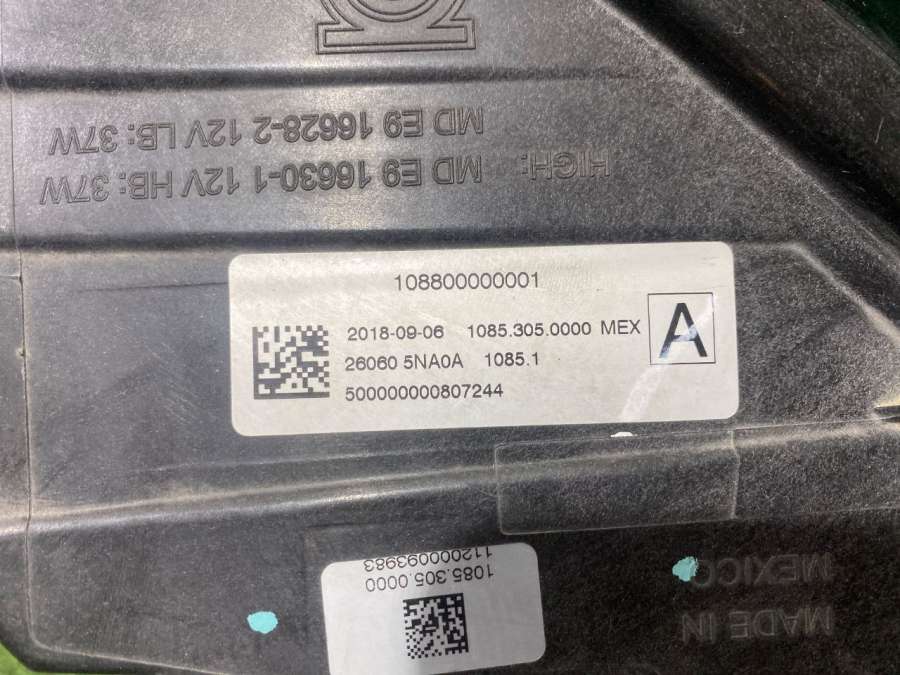 MD E9 16628-2 12V LB: 37W
HIGH: MD E9 16630-1 12V HB: 37W
108800000001
2018-09-06 1085.305.0000 MEX
26060 5NA0A 1085.1
500000000807244
A
1085.305.0000
11200093983
MADE IN
MEXICO